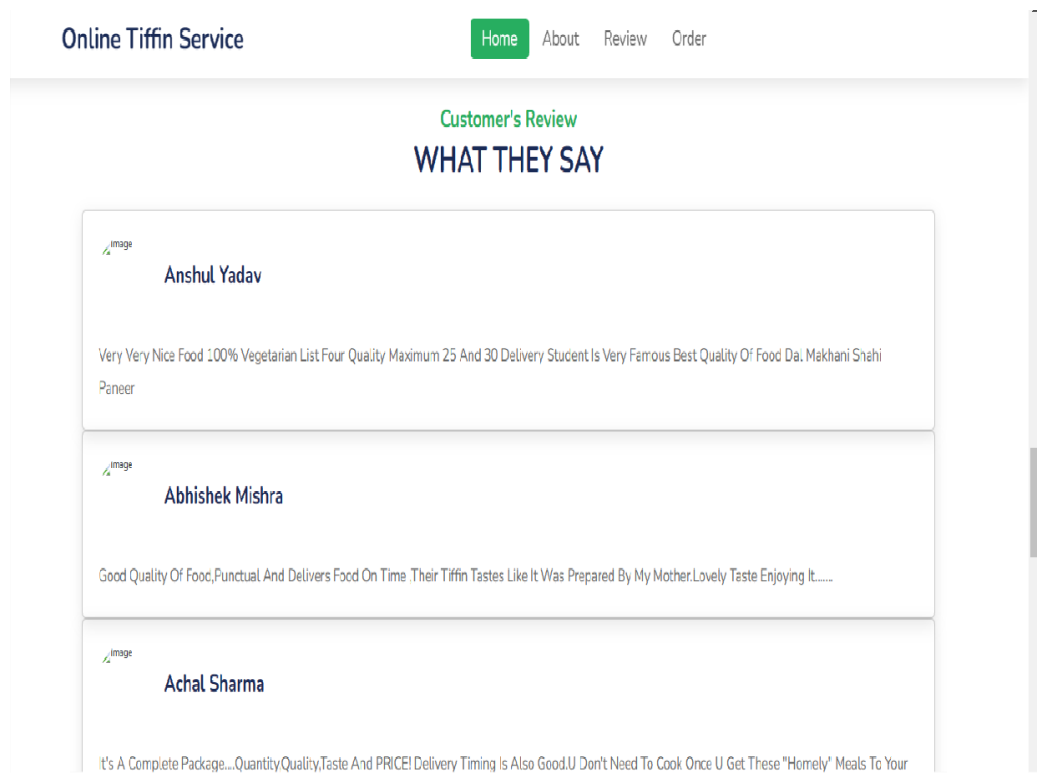 Online Tiffin Service
Home About Review Order
Customer's Review
WHAT THEY SAY
image
Anshul Yadav
Very Very Nice Food 100% Vegetarian List Four Quality Maximum 25 And 30 Delivery Student Is Very Famous Best Quality Of Food Dal Makhani Shahi
Paneer
image
Abhishek Mishra
Good Quality Of Food,Punctual And Delivers Food On Time .Their Tiffin Tastes Like It Was Prepared By My Mother.Lovely Taste Enjoying It.......
image
Achal Sharma
It's A Complete Package....Quantity,Quality,Taste And PRICE! Delivery Timing Is Also Good.U Don't Need To Cook Once U Get These "Homely" Meals To Your